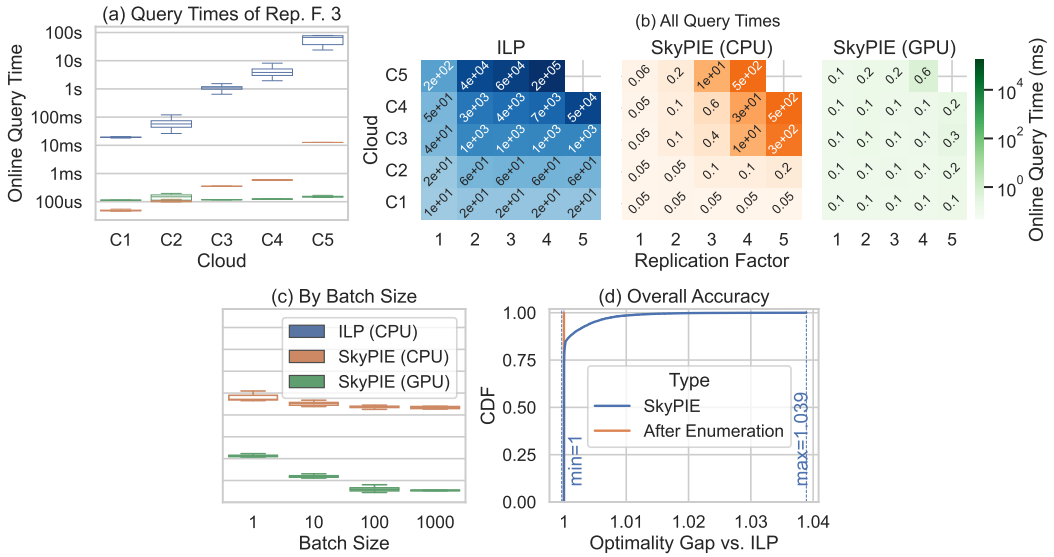 (a) Query Times of Rep. F. 3
Online Query Time
100s
10s
1s
100ms
10ms
1ms
100us
C1 C2 C3 C4 C5
Cloud
(b) All Query Times
ILP SkyPIE (CPU) SkyPIE (GPU)
Cloud
C5 2e+02 4e+04 6e+04 2e+05 0.06 0.2 1e+01 5e+02 0.1 0.2 0.2 0.6
C4 5e+01 3e+03 4e+03 7e+03 5e+04 0.05 0.1 0.6 3e+01 5e+02 0.1 0.1 0.1 0.1 0.2
C3 4e+01 1e+03 1e+03 1e+03 1e+03 0.05 0.1 0.4 1e+01 3e+02 0.1 0.1 0.1 0.1 0.3
C2 2e+01 6e+01 6e+01 6e+01 6e+01 0.05 0.05 0.1 0.1 0.2 0.1 0.1 0.1 0.1 0.2
C1 1e+01 2e+01 2e+01 2e+01 2e+01 0.05 0.05 0.05 0.05 0.05 0.1 0.1 0.1 0.1 0.1
1 2 3 4 5 1 2 3 4 5 1 2 3 4 5
Replication Factor
10⁴
10²
10⁰
Online Query Time (ms)
(c) By Batch Size
ILP (CPU)
SkyPIE (CPU)
SkyPIE (GPU)
1 10 100 1000
Batch Size
(d) Overall Accuracy
CDF
1.00
0.75
0.50
0.25
0.00
Type
SkyPIE
After Enumeration
min=1
max=1.039
1 1.01 1.02 1.03 1.04
Optimality Gap vs. ILP